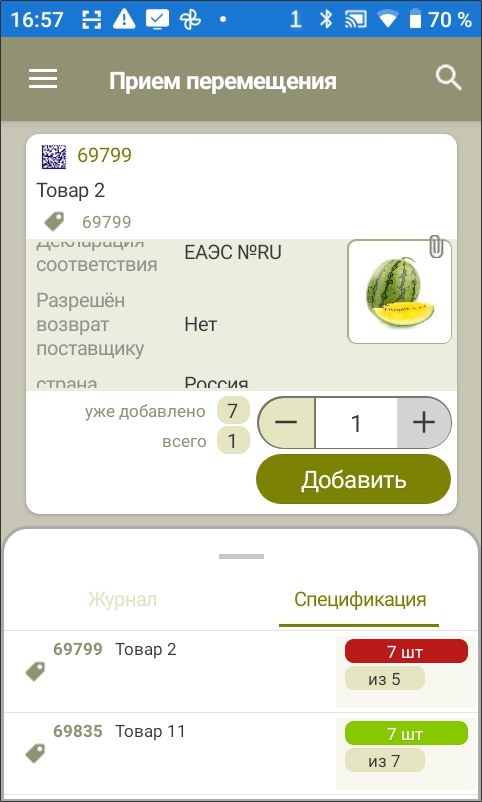 16:57 1 70 %
Прием перемещения
69799
Товар 2
69799
Декларация
соответствия
ЕАЭС №RU
Разрешён
возврат
поставщику
Нет
страна
Россия
уже добавлено 7
всего 1
1
Добавить
Журнал Спецификация
69799 Товар 2 7 шт
из 5
69835 Товар 11 7 шт
из 7